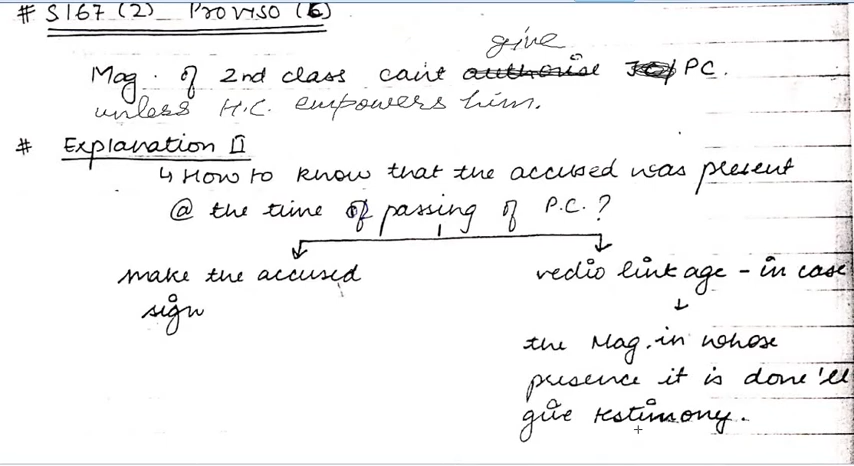 # S167 (2) Proviso (c)
give
Mag. of 2nd class can't authorise JC/ PC.
unless H.C. empowers him.
# Explanation II
↳ How to know that the accused was present
@ the time of passing of P.C.?
make the accused
sign
vedio linkage - in case
↓
the Mag. in whose
presence it is done 'll
give testimony.